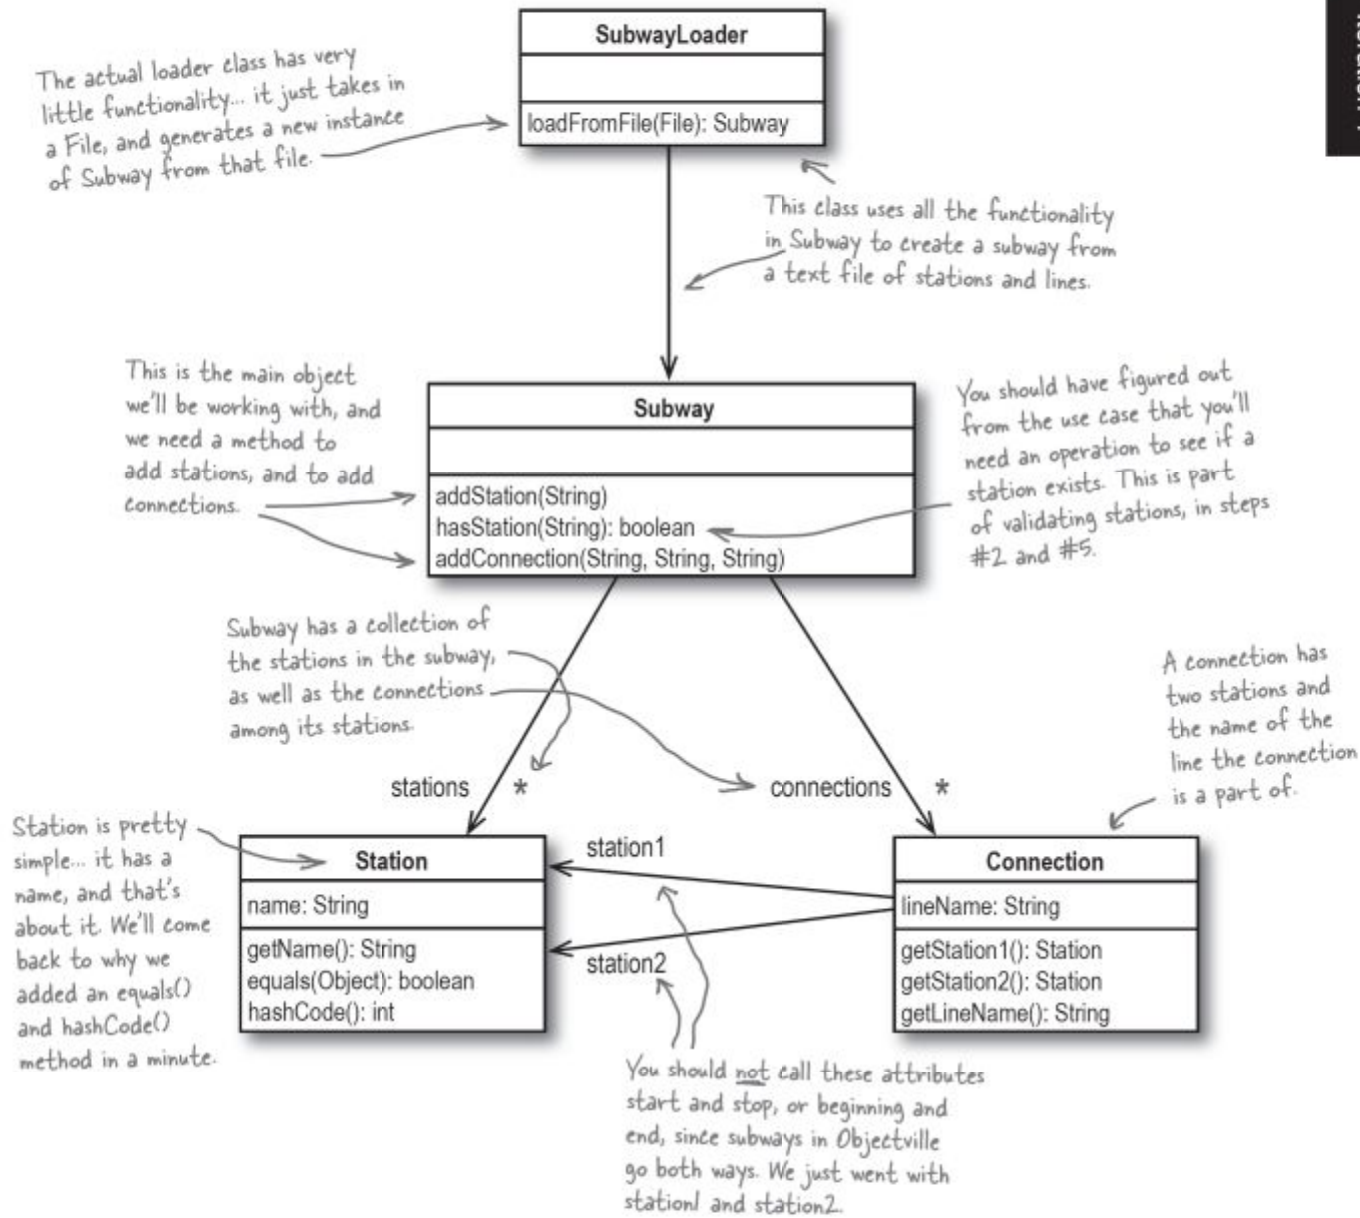 SubwayLoader
loadFromFile(File): Subway
The actual loader class has very
little functionality... it just takes in
a File, and generates a new instance
of Subway from that file.
This class uses all the functionality
in Subway to create a subway from
a text file of stations and lines.
This is the main object
we'll be working with, and
we need a method to
add stations, and to add
connections.
Subway
addStation(String)
hasStation(String): boolean
addConnection(String, String, String)
You should have figured out
from the use case that you'll
need an operation to see if a
station exists. This is part
of validating stations, in steps
#2 and #5.
Subway has a collection of
the stations in the subway,
as well as the connections
among its stations.
stations *
connections *
A connection has
two stations and
the name of the
line the connection
is a part of.
Station is pretty
simple... it has a
name, and that's
about it. We'll come
back to why we
added an equals()
and hashCode()
method in a minute.
Station
name: String
getName(): String
equals(Object): boolean
hashCode(): int
station1
station2
Connection
lineName: String
getStation1(): Station
getStation2(): Station
getLineName(): String
You should not call these attributes
start and stop, or beginning and
end, since subways in Objectville
go both ways. We just went with
station1 and station2.